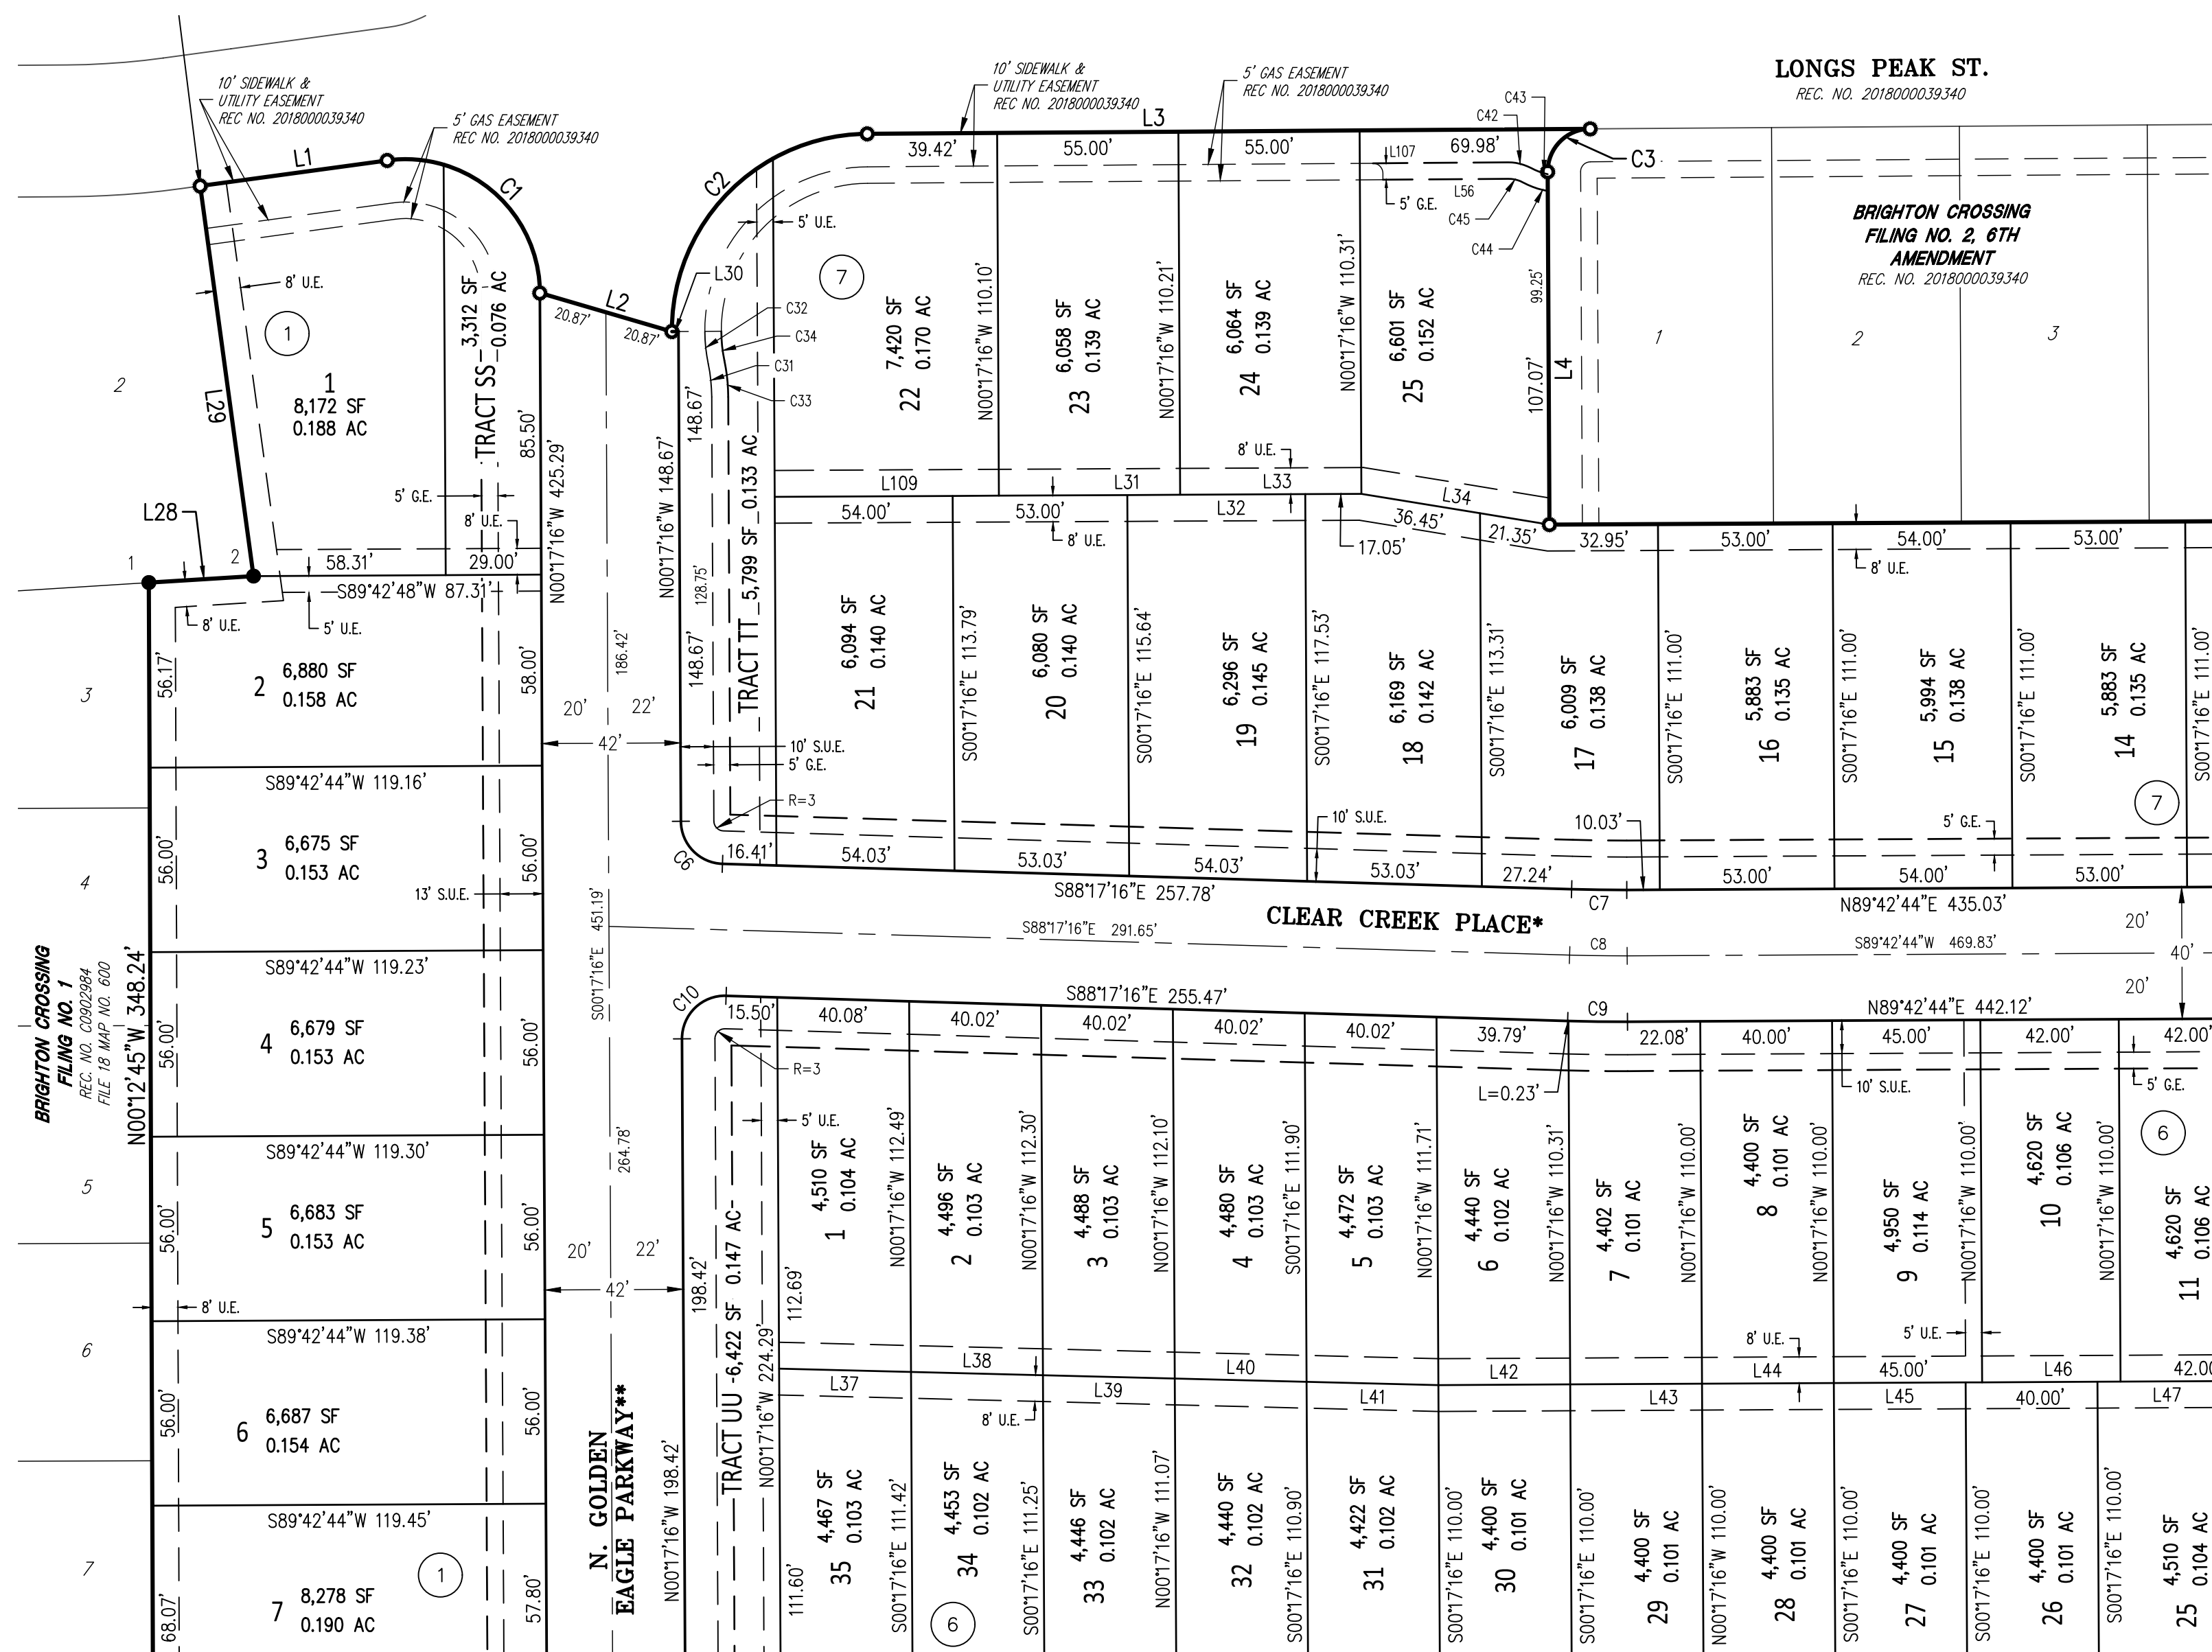 10' SIDEWALK &
UTILITY EASEMENT
REC NO. 2018000039340
5' GAS EASEMENT
REC NO. 2018000039340
10' SIDEWALK &
UTILITY EASEMENT
REC NO. 2018000039340
5' GAS EASEMENT
REC NO. 2018000039340
LONGS PEAK ST.
REC. NO. 2018000039340
L1
C1
C2
L3
C43
C42
C3
39.42'
55.00'
55.00'
69.98'
L107
L56
5' G.E.
C45
C44
5' U.E.
BRIGHTON CROSSING
FILING NO. 2, 6TH
AMENDMENT
REC. NO. 2018000039340
1
2
3
8' U.E.
1
L29
2
1
8,172 SF
0.188 AC
3,312 SF
0.076 AC
TRACT SS
L2
20.87'
20.87'
L30
C32
C34
C31
C33
7
7,420 SF
0.170 AC
22
N00°17'16"W 110.10'
6,058 SF
0.139 AC
23
N00°17'16"W 110.21'
6,064 SF
0.139 AC
24
N00°17'16"W 110.31'
6,601 SF
0.152 AC
25
99.25'
107.07'
L4
85.50'
N00°17'16"W 425.29'
N00°17'16"W 148.67'
148.67'
128.75'
148.67'
TRACT TT 5,799 SF 0.133 AC
5' G.E.
8' U.E.
L28
1
2
58.31'
29.00'
S89°42'48"W 87.31'
8' U.E.
5' U.E.
8' U.E.
L109
L31
L33
L34
54.00'
53.00'
L32
8' U.E.
17.05'
36.45'
21.35'
32.95'
53.00'
54.00'
53.00'
8' U.E.
3
56.17'
2
6,880 SF
0.158 AC
58.00'
186.42'
20'
22'
42'
10' S.U.E.
5' G.E.
R=3
6,094 SF
0.140 AC
21
S00°17'16"E 113.79'
6,080 SF
0.140 AC
20
S00°17'16"E 115.64'
6,296 SF
0.145 AC
19
S00°17'16"E 117.53'
6,169 SF
0.142 AC
18
S00°17'16"E 113.31'
6,009 SF
0.138 AC
17
S00°17'16"E 111.00'
5,883 SF
0.135 AC
16
S00°17'16"E 111.00'
5,994 SF
0.138 AC
15
S00°17'16"E 111.00'
5,883 SF
0.135 AC
14
S00°17'16"E 111.00'
7
S89°42'44"W 119.16'
4
56.00'
3
6,675 SF
0.153 AC
56.00'
13' S.U.E.
C6
16.41'
54.03'
53.03'
54.03'
10' S.U.E.
53.03'
27.24'
10.03'
53.00'
54.00'
5' G.E.
53.00'
S88°17'16"E 257.78'
C7
N89°42'44"E 435.03'
CLEAR CREEK PLACE*
S88°17'16"E 291.65'
C8
S89°42'44"W 469.83'
20'
40'
20'
S00°17'16"E 451.19'
BRIGHTON CROSSING
FILING NO. 1
REC. NO. C0902984
FILE 18 MAP NO. 600
N00°12'45"W 348.24'
S89°42'44"W 119.23'
56.00'
4
6,679 SF
0.153 AC
56.00'
C10
S88°17'16"E 255.47'
C9
N89°42'44"E 442.12'
15.50'
40.08'
40.02'
40.02'
40.02'
40.02'
39.79'
22.08'
40.00'
45.00'
42.00'
42.00'
R=3
L=0.23'
10' S.U.E.
5' G.E.
5' U.E.
264.78'
S89°42'44"W 119.30'
5
56.00'
5
6,683 SF
0.153 AC
56.00'
20'
22'
42'
8' U.E.
198.42'
TRACT UU 6,422 SF 0.147 AC
N00°17'16"W 224.29'
112.69'
4,510 SF
0.104 AC
1
N00°17'16"W 112.49'
4,496 SF
0.103 AC
2
N00°17'16"W 112.30'
4,488 SF
0.103 AC
3
N00°17'16"W 112.10'
4,480 SF
0.103 AC
4
S00°17'16"E 111.90'
4,472 SF
0.103 AC
5
N00°17'16"W 111.71'
4,440 SF
0.102 AC
6
N00°17'16"W 110.31'
4,402 SF
0.101 AC
7
N00°17'16"W 110.00'
4,400 SF
0.101 AC
8
N00°17'16"W 110.00'
4,950 SF
0.114 AC
9
N00°17'16"W 110.00'
4,620 SF
0.106 AC
10
N00°17'16"W 110.00'
4,620 SF
0.106 AC
11
6
8' U.E.
5' U.E.
6
S89°42'44"W 119.38'
56.00'
6
6,687 SF
0.154 AC
56.00'
L37
L38
8' U.E.
L39
L40
L41
L42
L43
L44
L45
45.00'
40.00'
L46
L47
N. GOLDEN
EAGLE PARKWAY**
N00°17'16"W 198.42'
S89°42'44"W 119.45'
7
68.07'
7
8,278 SF
0.190 AC
1
57.80'
111.60'
4,467 SF
0.103 AC
35
S00°17'16"E 111.42'
4,453 SF
0.102 AC
34
6
S00°17'16"E 111.25'
4,446 SF
0.102 AC
33
N00°17'16"W 111.07'
4,440 SF
0.102 AC
32
S00°17'16"E 110.90'
4,422 SF
0.102 AC
31
S00°17'16"E 110.00'
4,400 SF
0.101 AC
30
S00°17'16"E 110.00'
4,400 SF
0.101 AC
29
N00°17'16"W 110.00'
4,400 SF
0.101 AC
28
S00°17'16"E 110.00'
4,400 SF
0.101 AC
27
S00°17'16"E 110.00'
4,400 SF
0.101 AC
26
S00°17'16"E 110.00'
4,510 SF
0.104 AC
25